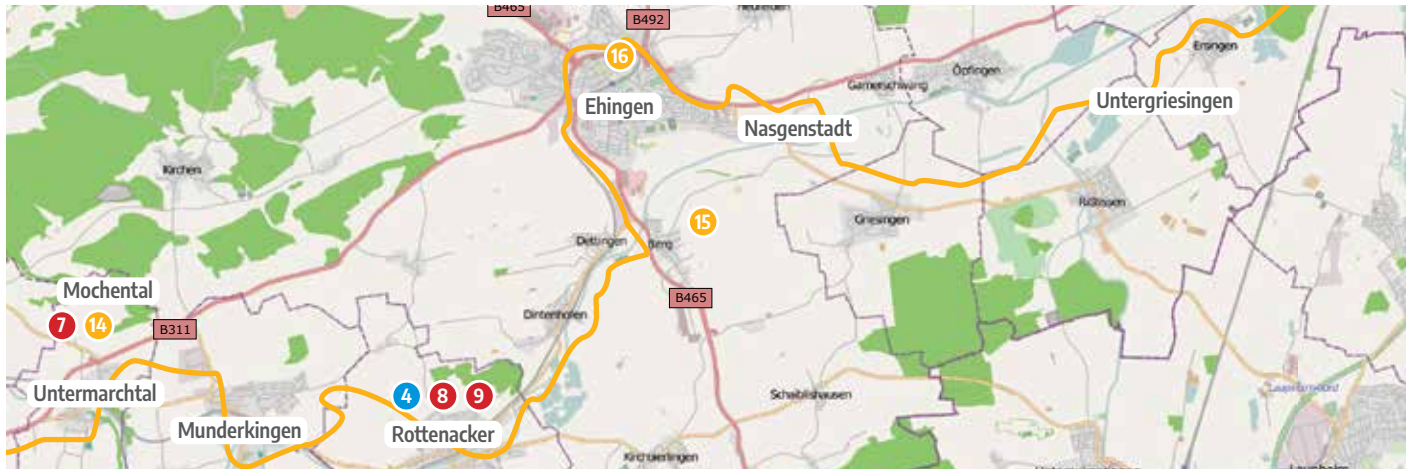 B465
B492
16
Ersingen
Öpfingen
Gamerschwang
Untergriesingen
Ehingen
Nasgenstadt
Kirchen
Griesingen
Rißtissen
15
Dettingen
Berg
Mochental
7
14
B465
Dintenhofen
B311
Untermarchtal
4
8
9
Schaiblishausen
Munderkingen
Rottenacker
Kirchbierlingen